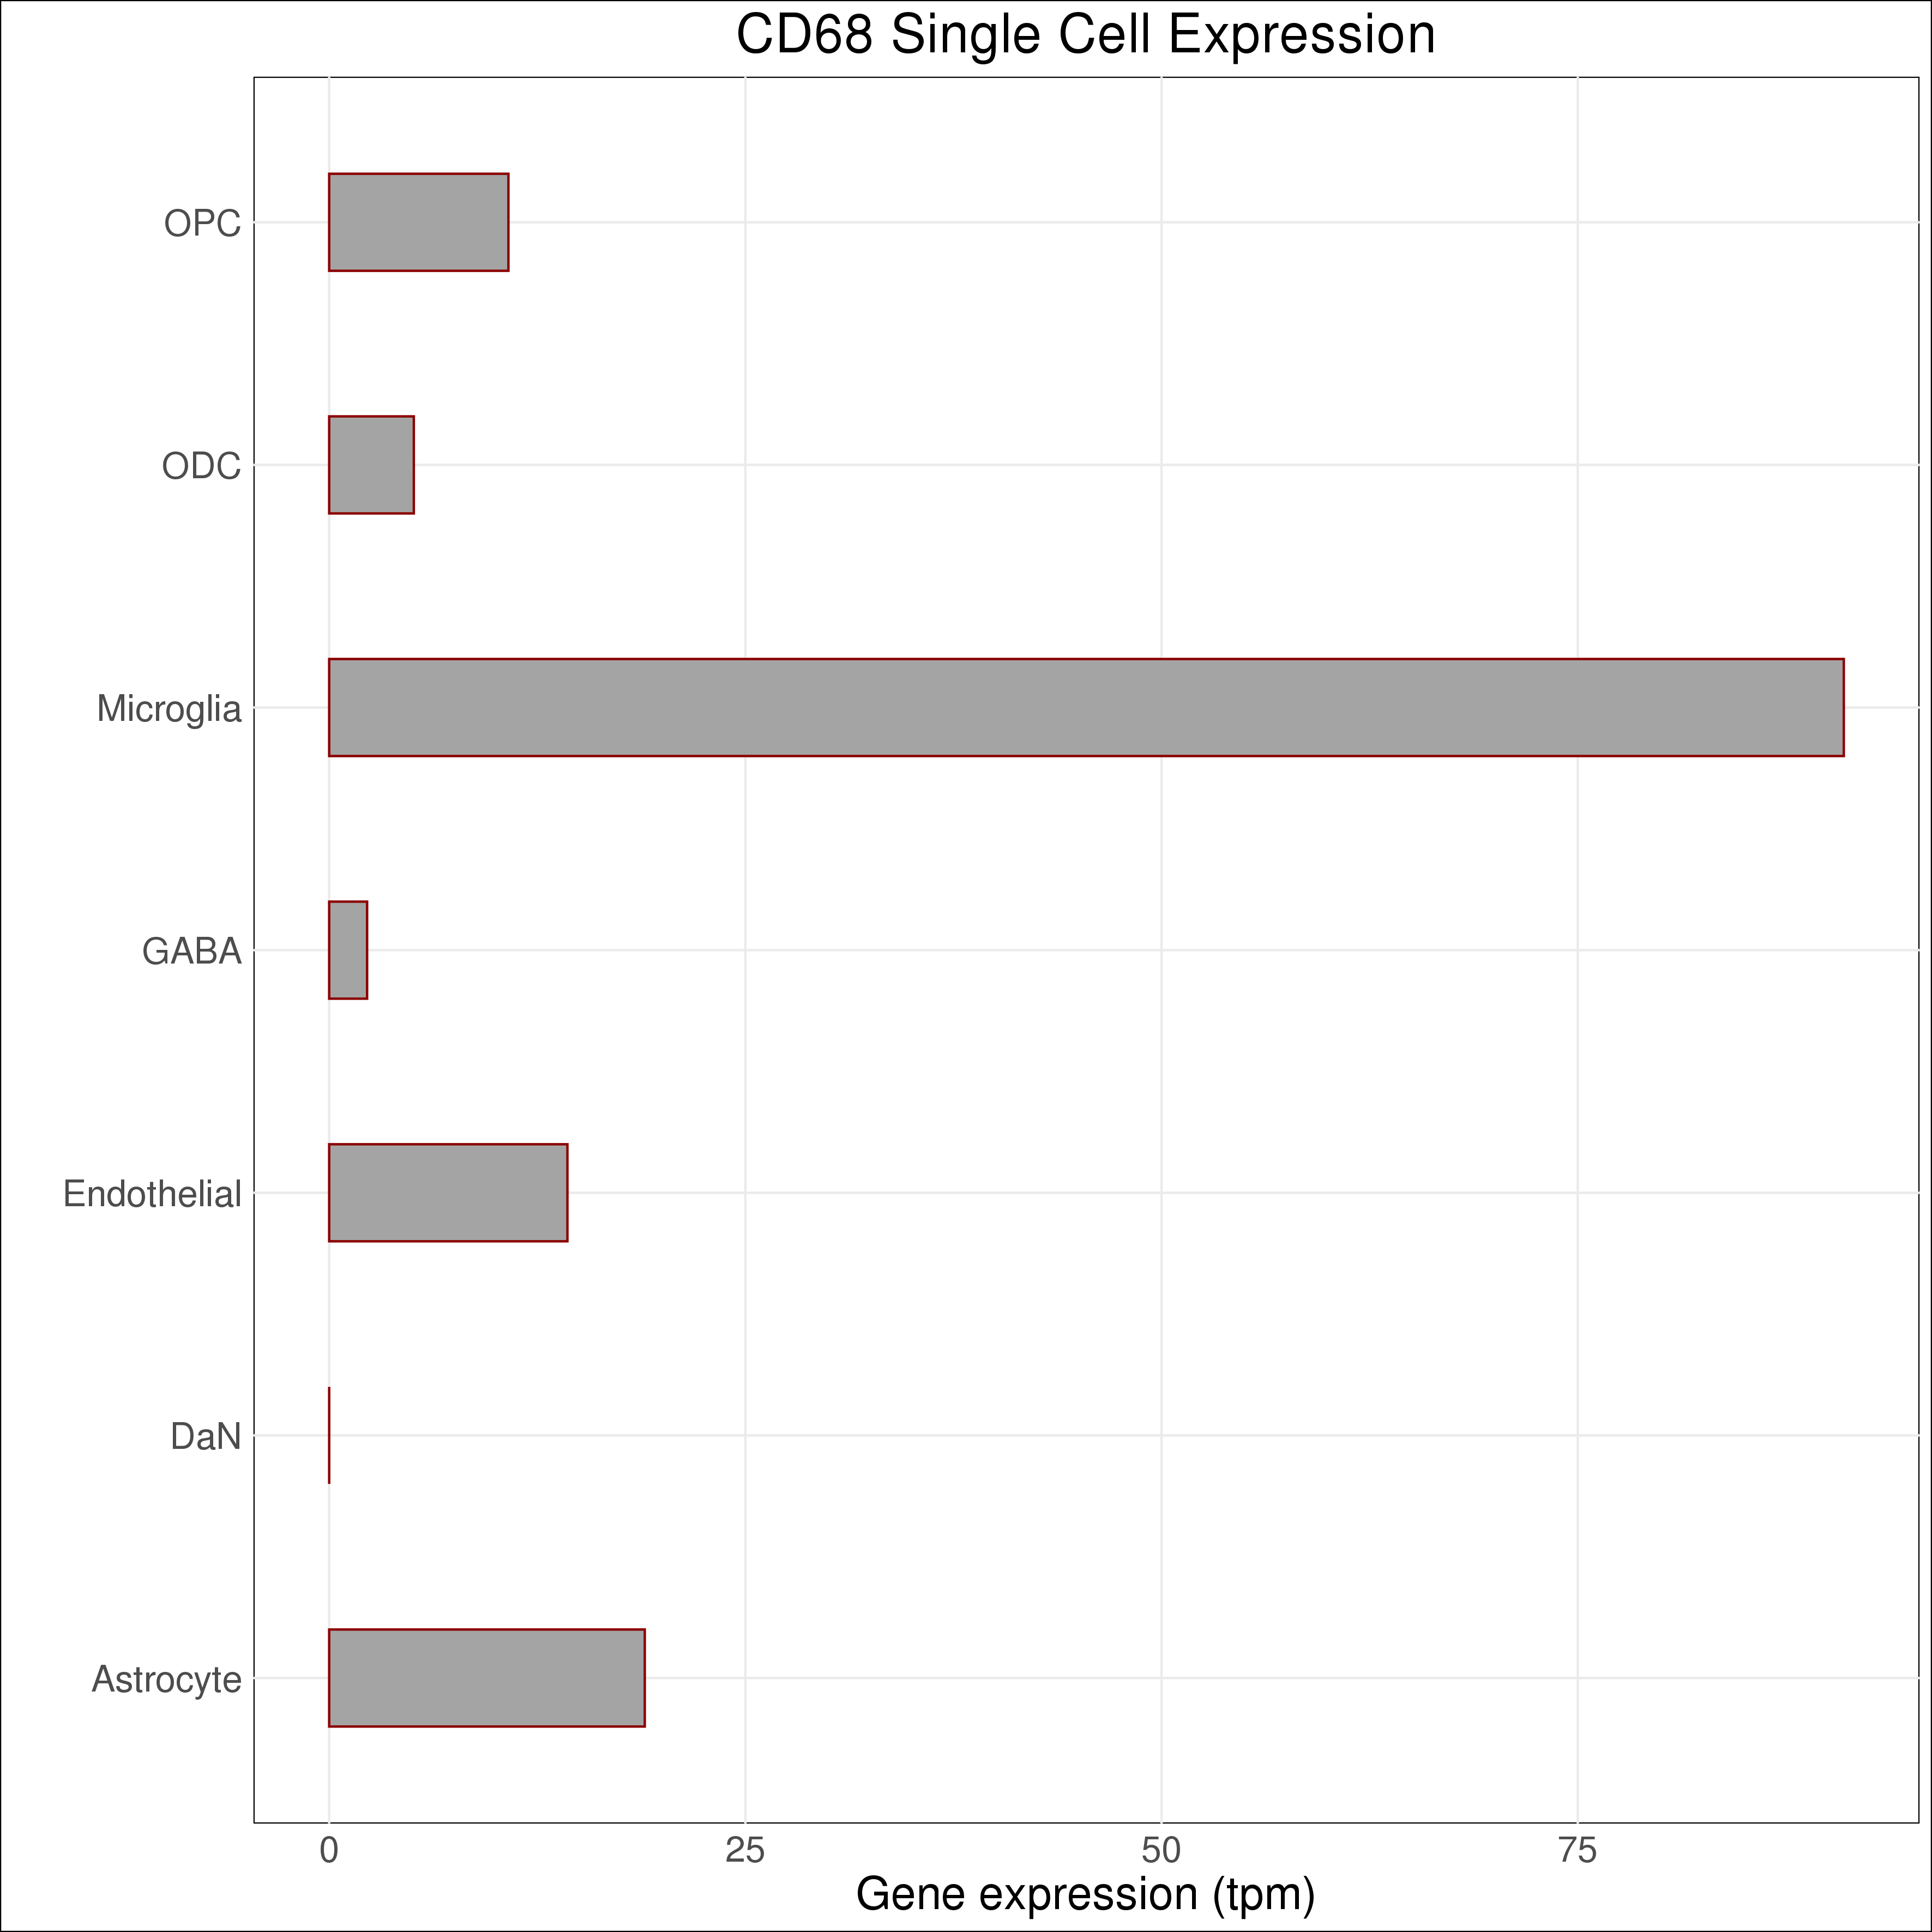 CD68 Single Cell Expression
OPC
ODC
Microglia
GABA
Endothelial
DaN
Astrocyte
0 25 50 75
Gene expression (tpm)